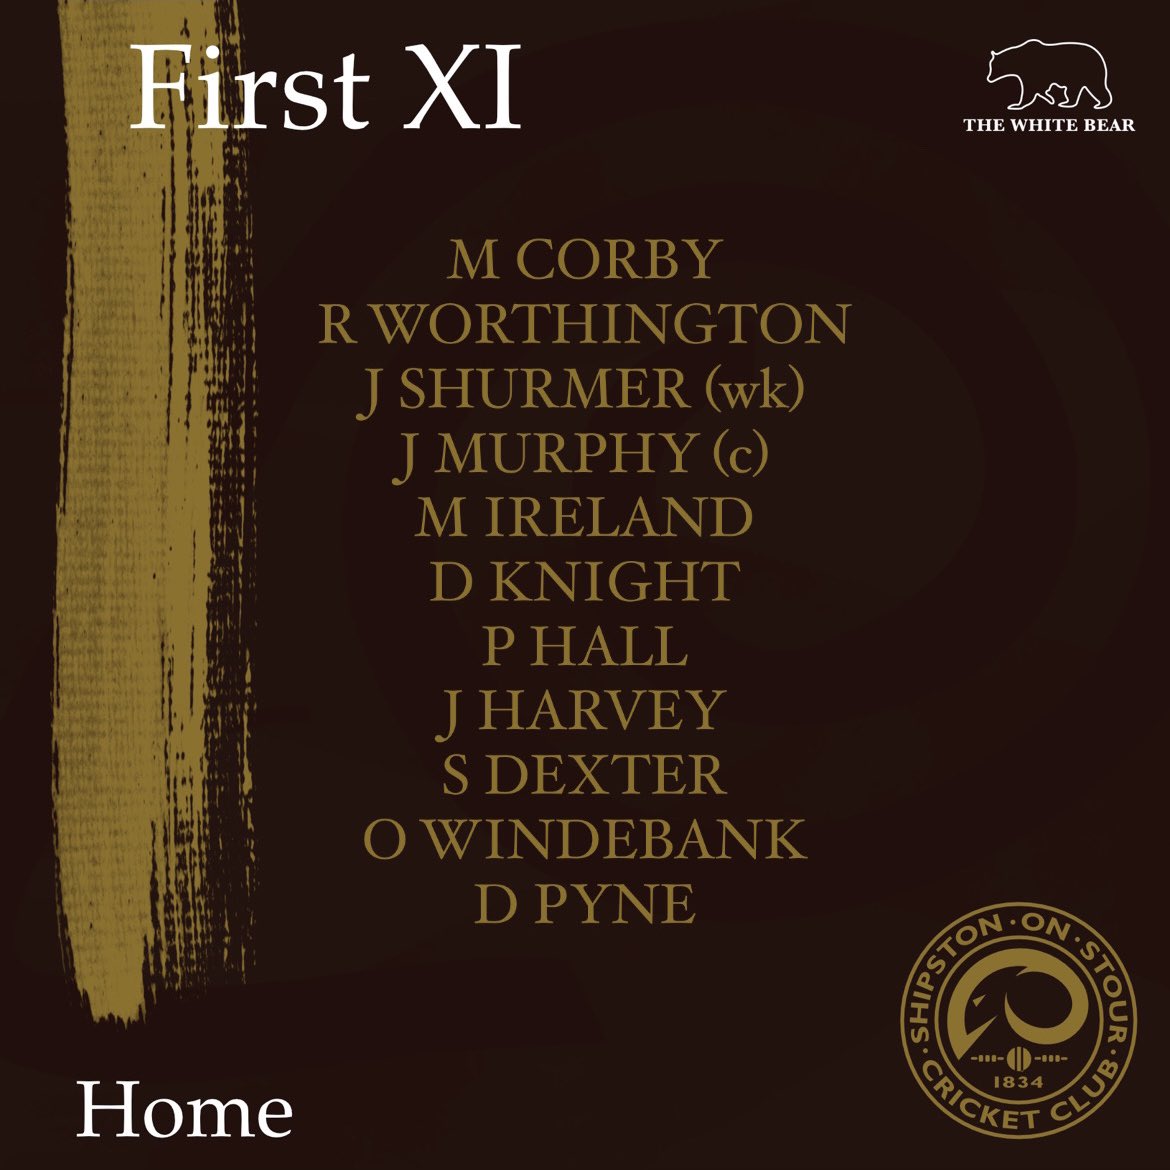 First XI
THE WHITE BEAR
M CORBY
R WORTHINGTON
J SHURMER (wk)
J MURPHY (c)
M IRELAND
D KNIGHT
P HALL
J HARVEY
S DEXTER
O WINDEBANK
D PYNE
SHIPSTON · ON · STOUR
· CRICKET CLUB ·
1834
Home